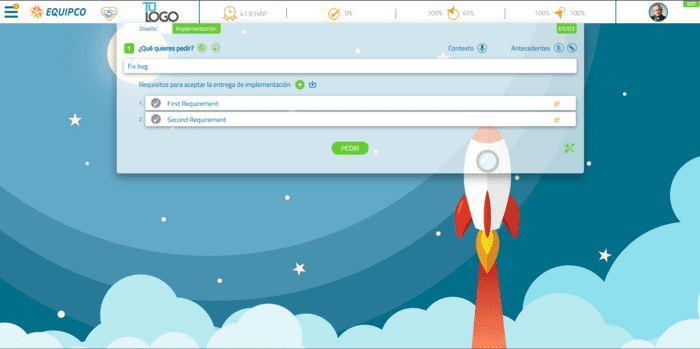 EQUIPCO
TU LOGO
41.8 HAP
0%
100% 45%
100% 100%
Diseño
Implementación
03/03
1 ¿Qué quieres pedir?
Contexto
Antecedentes
Fix bug
Requisitos para aceptar la entrega de implementación
1 First Requirement
2 Second Requirement
PEDIR